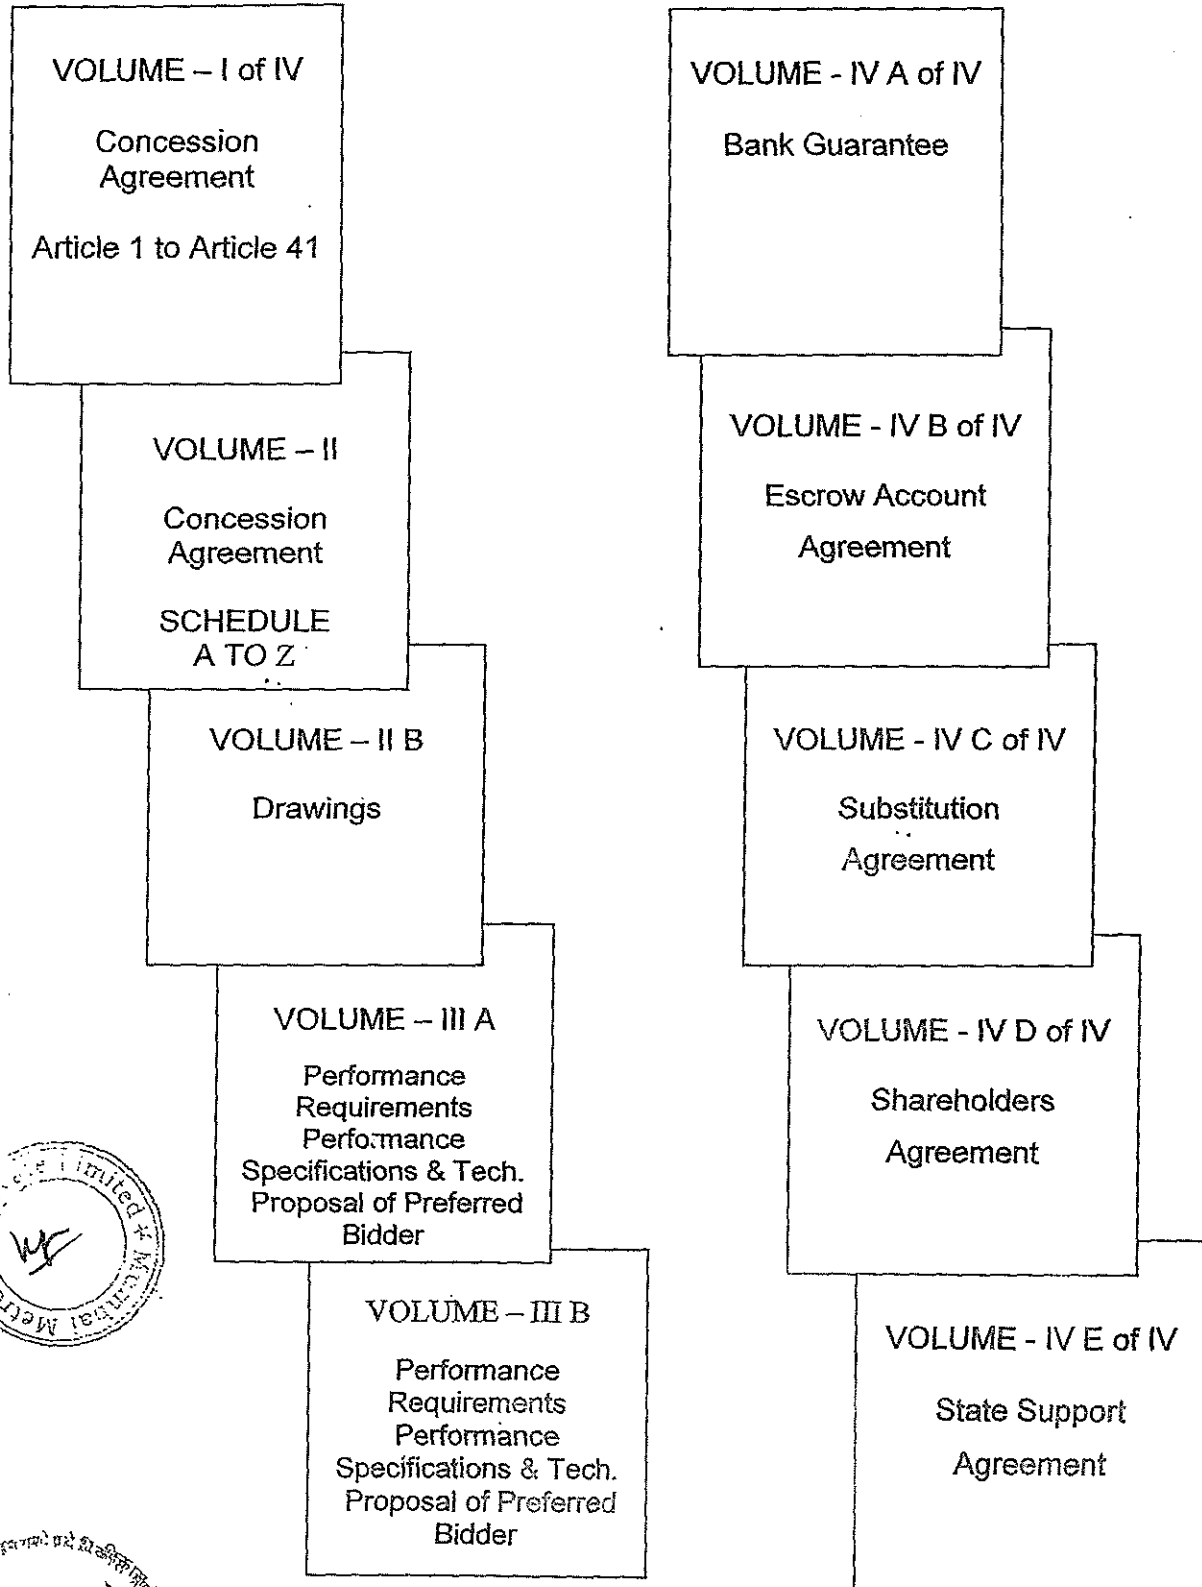 VOLUME – I of IV
Concession
Agreement
Article 1 to Article 41
VOLUME – II
Concession
Agreement
SCHEDULE
A TO Z
VOLUME – II B
Drawings
VOLUME – III A
Performance
Requirements
Performance
Specifications & Tech.
Proposal of Preferred
Bidder
VOLUME – III B
Performance
Requirements
Performance
Specifications & Tech.
Proposal of Preferred
Bidder
VOLUME - IV A of IV
Bank Guarantee
VOLUME - IV B of IV
Escrow Account
Agreement
VOLUME - IV C of IV
Substitution
Agreement
VOLUME - IV D of IV
Shareholders
Agreement
VOLUME - IV E of IV
State Support
Agreement
Limited * Mumbai Metro